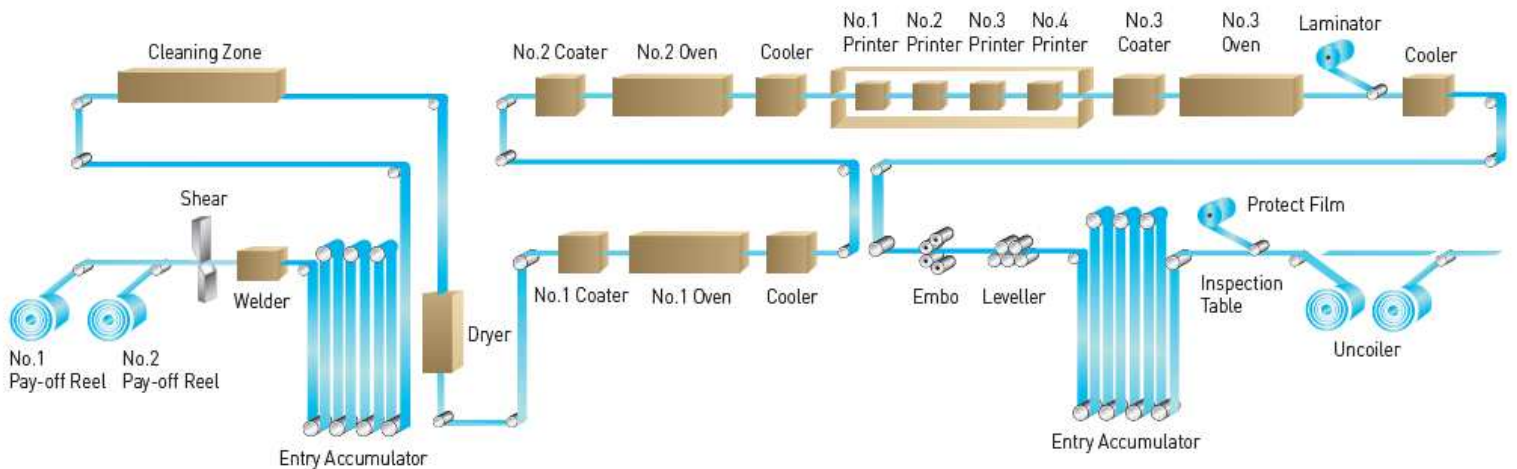 Cleaning Zone
Shear
Welder
No.1
Pay-off Reel
No.2
Pay-off Reel
Entry Accumulator
Dryer
No.2 Coater
No.2 Oven
Cooler
No.1
Printer
No.2
Printer
No.3
Printer
No.4
Printer
No.3
Coater
No.3
Oven
Laminator
Cooler
No.1 Coater
No.1 Oven
Cooler
Embo
Leveller
Entry Accumulator
Protect Film
Inspection
Table
Uncoiler